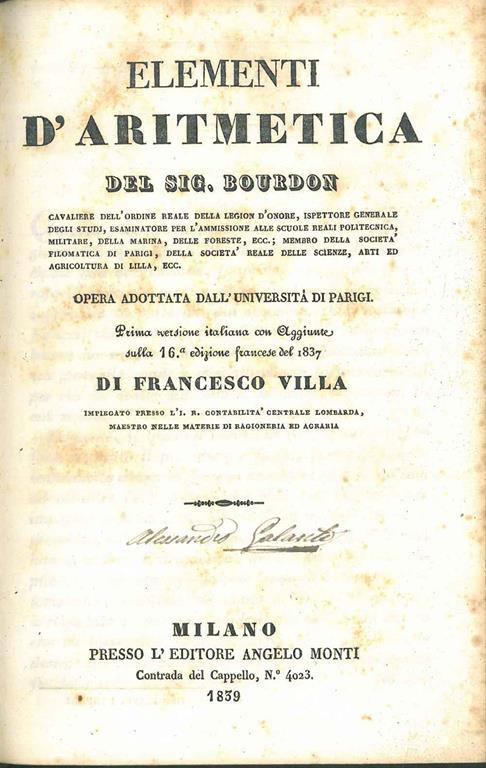 ELEMENTI
D'ARITMETICA
DEL SIG. BOURDON
CAVALIERE DELL'ORDINE REALE DELLA LEGION D'ONORE, ISPETTORE GENERALE
DEGLI STUDJ, ESAMINATORE PER L'AMMISSIONE ALLE SCUOLE REALI POLITECNICA,
MILITARE, DELLA MARINA, DELLE FORESTE, ECC.; MEMBRO DELLA SOCIETA'
FILOMATICA DI PARIGI, DELLA SOCIETA' REALE DELLE SCIENZE, ARTI ED
AGRICOLTURA DI LILLA, ECC.
OPERA ADOTTATA DALL'UNIVERSITÀ DI PARIGI.
Prima versione italiana con Aggiunte
sulla 16.a edizione francese del 1837
DI FRANCESCO VILLA
IMPIEGATO PRESSO L'I. R. CONTABILITA' CENTRALE LOMBARDA,
MAESTRO NELLE MATERIE DI RAGIONERIA ED AGRARIA
Alessandro Galante
MILANO
PRESSO L'EDITORE ANGELO MONTI
Contrada del Cappello, N.° 4023.
1839